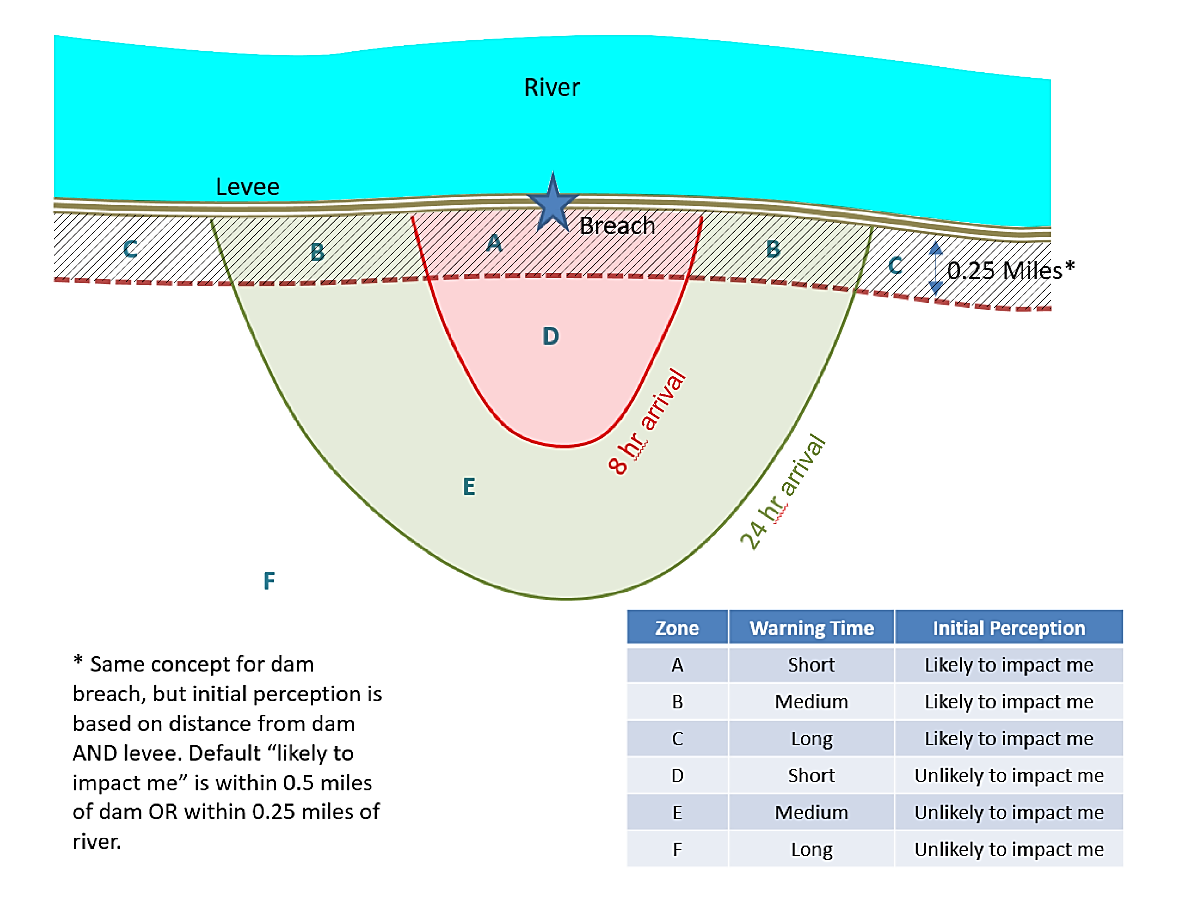 River
Levee
Breach
C
B
A
B
C
0.25 Miles*
D
8 hr arrival
24 hr arrival
E
F
* Same concept for dam
breach, but initial perception is
based on distance from dam
AND levee. Default “likely to
impact me” is within 0.5 miles
of dam OR within 0.25 miles of
river.
Zone Warning Time Initial Perception
A Short Likely to impact me
B Medium Likely to impact me
C Long Likely to impact me
D Short Unlikely to impact me
E Medium Unlikely to impact me
F Long Unlikely to impact me